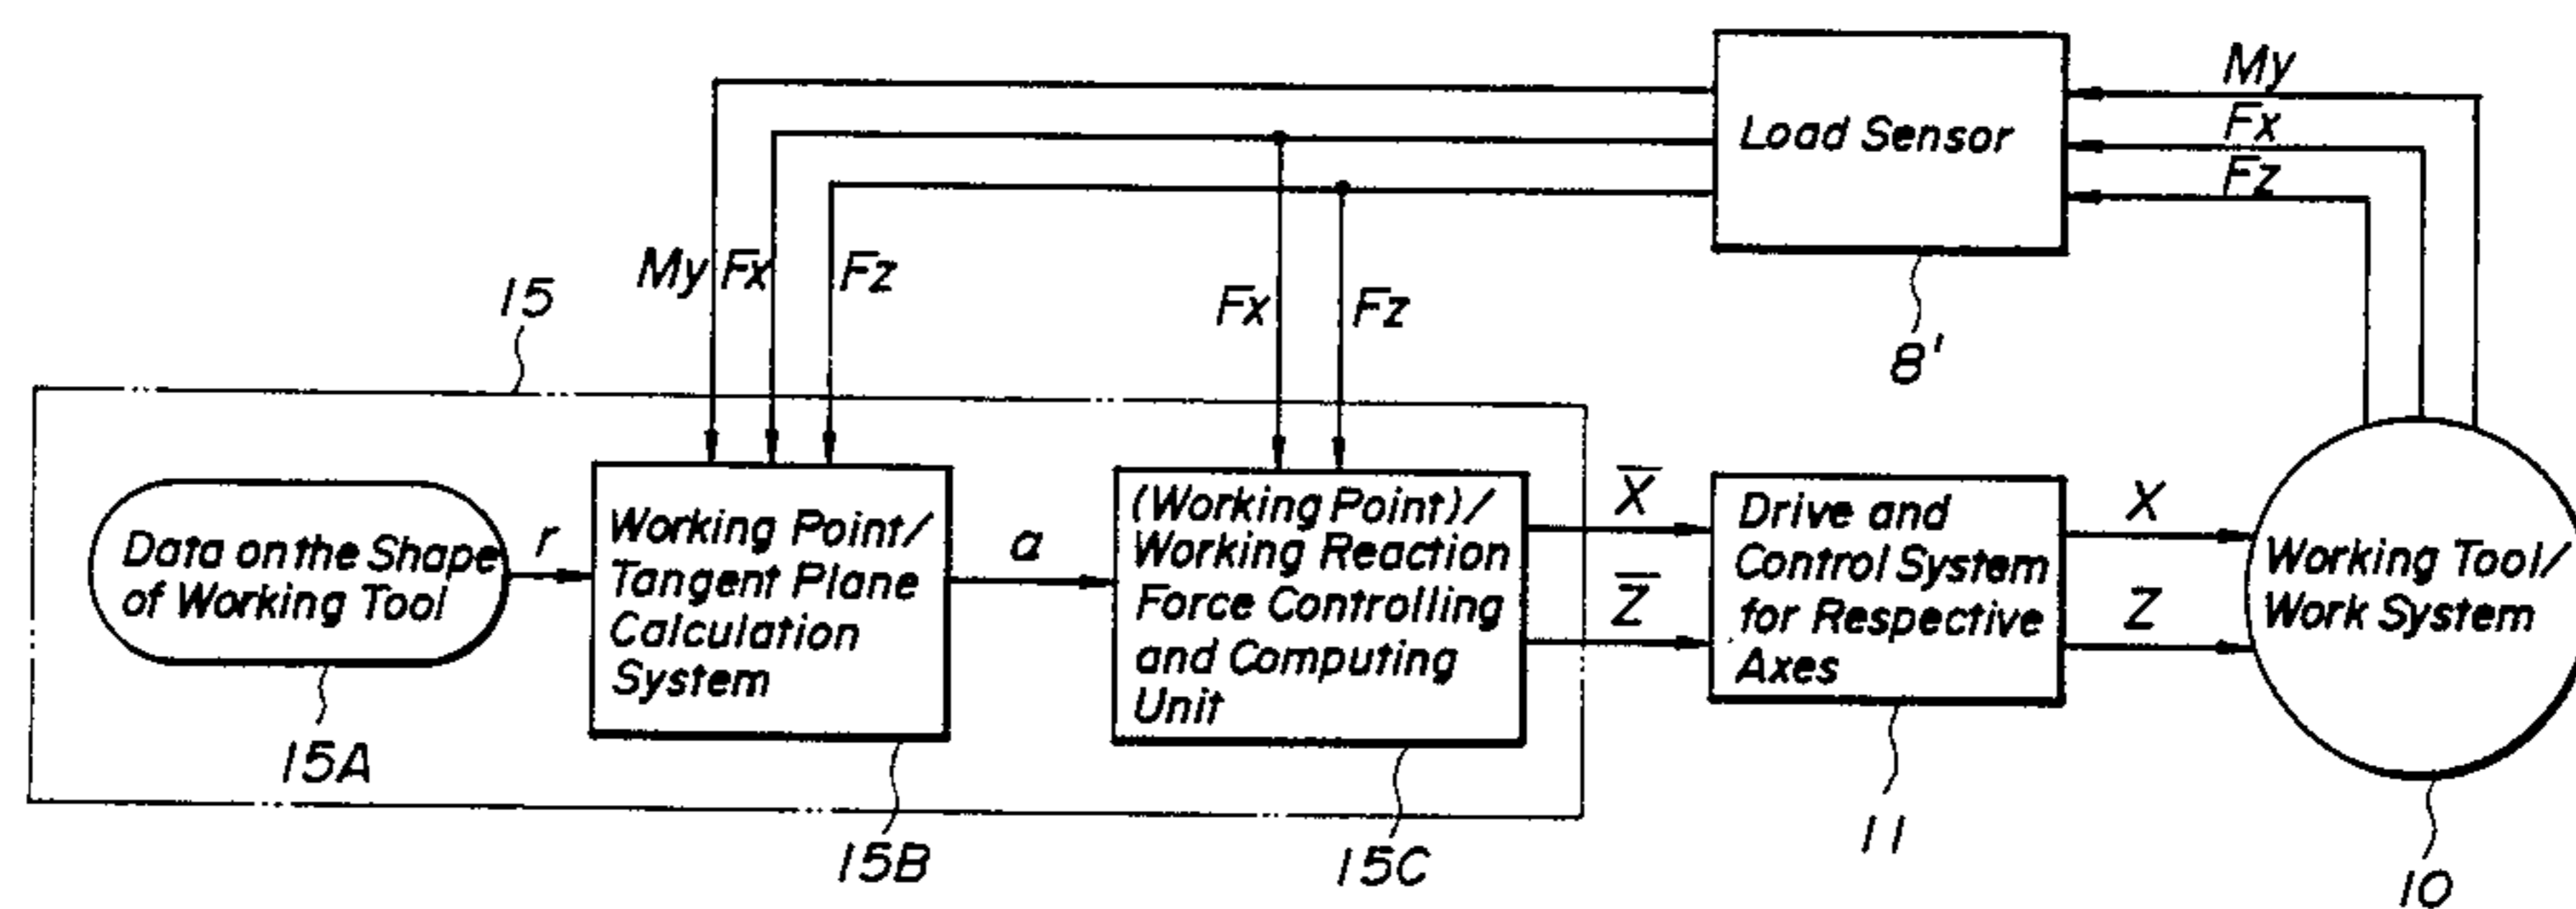 My
Fx
Fz
Load Sensor
8'
My Fx Fz
Fx Fz
15
Data on the Shape
of Working Tool
15A
r
Working Point/
Tangent Plane
Calculation
System
15B
α
(Working Point)/
Working Reaction
Force Controlling
and Computing
Unit
15C
X̅
Z̅
Drive and
Control System
for Respective
Axes
11
X
Z
Working Tool/
Work System
10